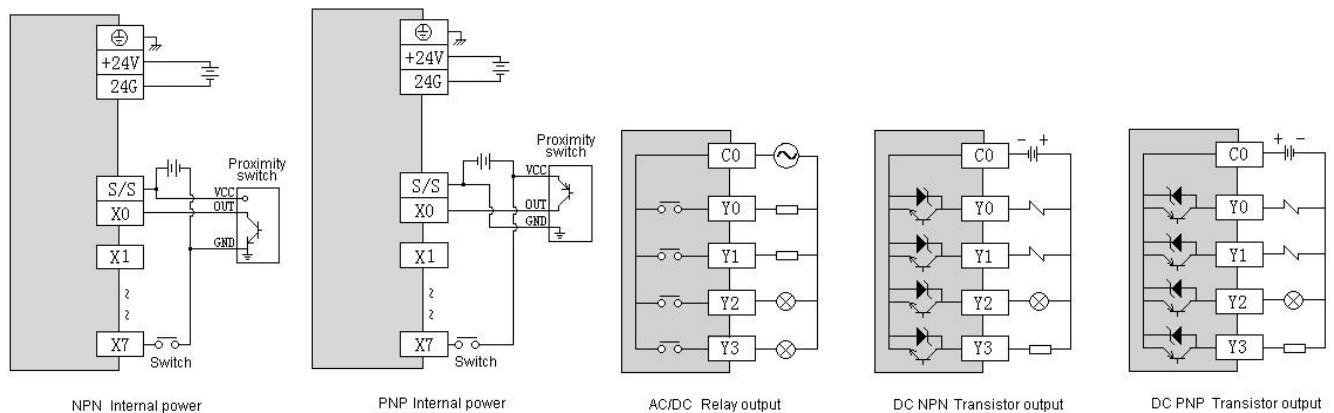 +24V
24G
Proximity
switch
S/S
VCC
X0
OUT
GND
X1
X7
Switch
NPN Internal power
+24V
24G
Proximity
switch
S/S
VCC
X0
OUT
GND
X1
X7
Switch
PNP Internal power
C0
Y0
Y1
Y2
Y3
AC/DC Relay output
- +
C0
Y0
Y1
Y2
Y3
DC NPN Transistor output
+ -
C0
Y0
Y1
Y2
Y3
DC PNP Transistor output